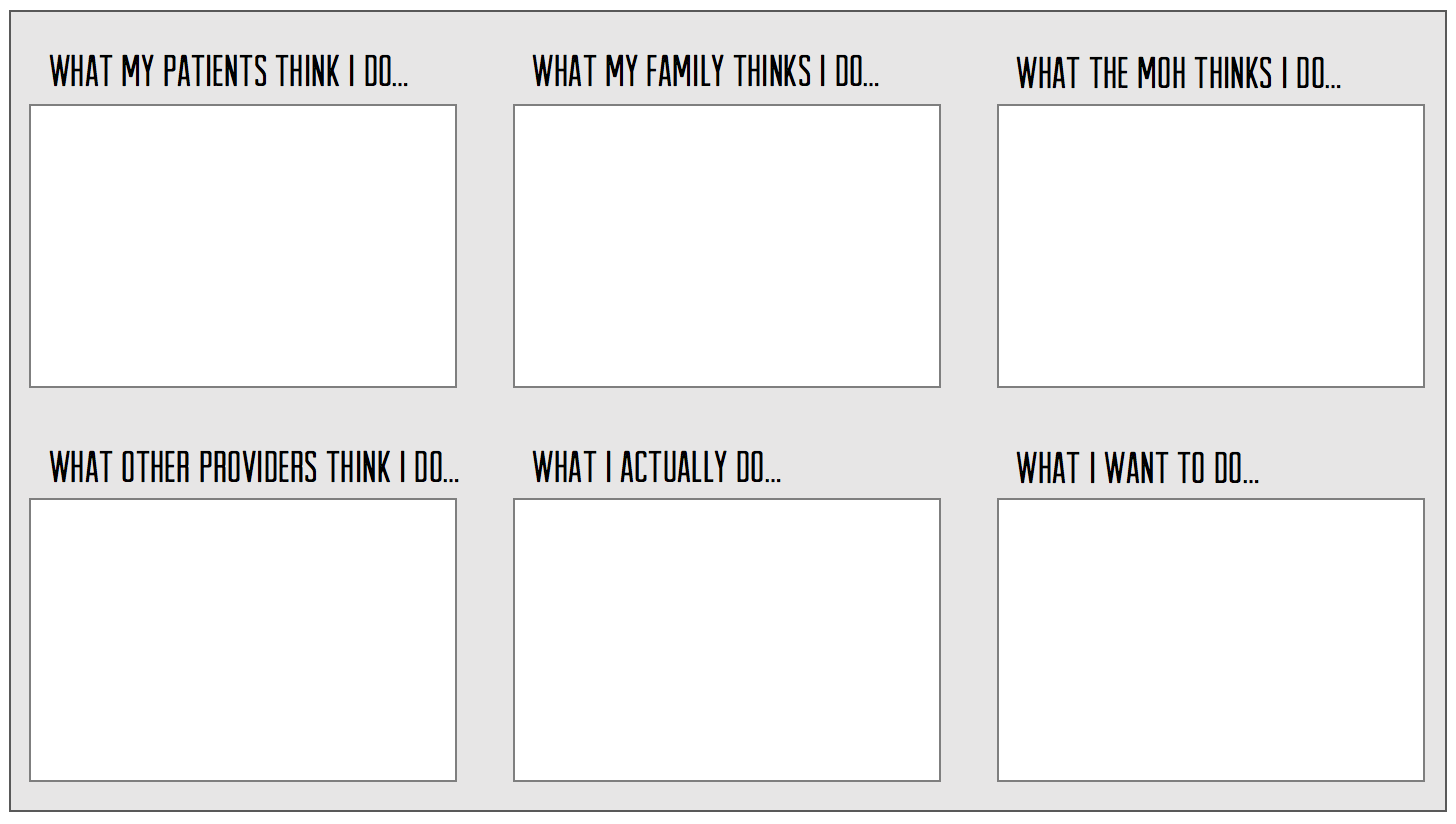 WHAT MY PATIENTS THINK I DO...
WHAT MY FAMILY THINKS I DO...
WHAT THE MOH THINKS I DO...
WHAT OTHER PROVIDERS THINK I DO...
WHAT I ACTUALLY DO...
WHAT I WANT TO DO...